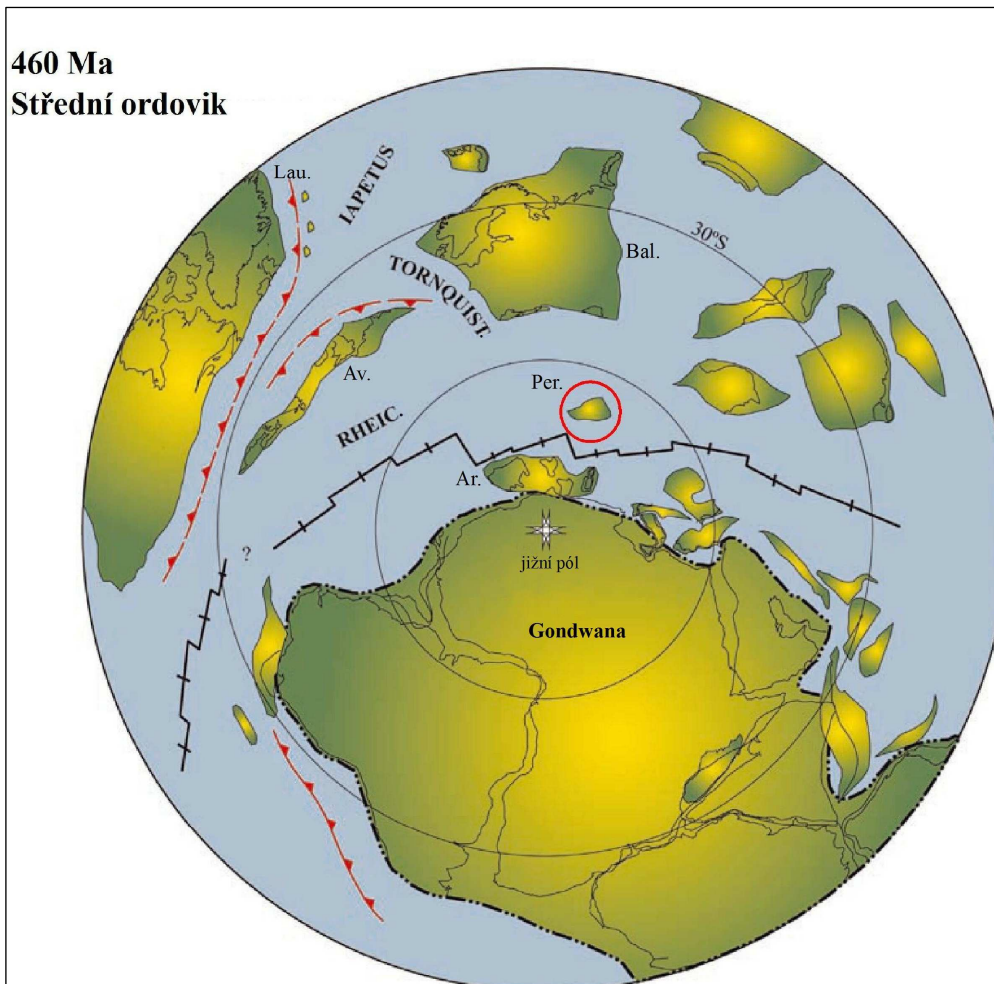 460 Ma
Střední ordovik
Lau.
IAPETUS
30°S
Bal.
TORNQUIST.
Av.
Per.
RHEIC.
Ar.
?
jižní pól
Gondwana